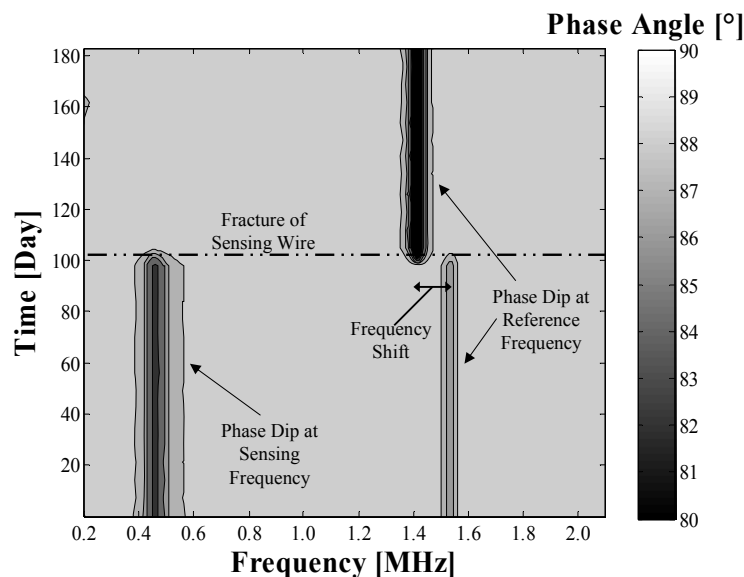 Phase Angle [°]
180
160
140
120
100
80
60
40
20
Time [Day]
Fracture of
Sensing Wire
Phase Dip at
Reference
Frequency
Frequency
Shift
Phase Dip at
Sensing
Frequency
0.2 0.4 0.6 0.8 1.0 1.2 1.4 1.6 1.8 2.0
Frequency [MHz]
90
89
88
87
86
85
84
83
82
81
80